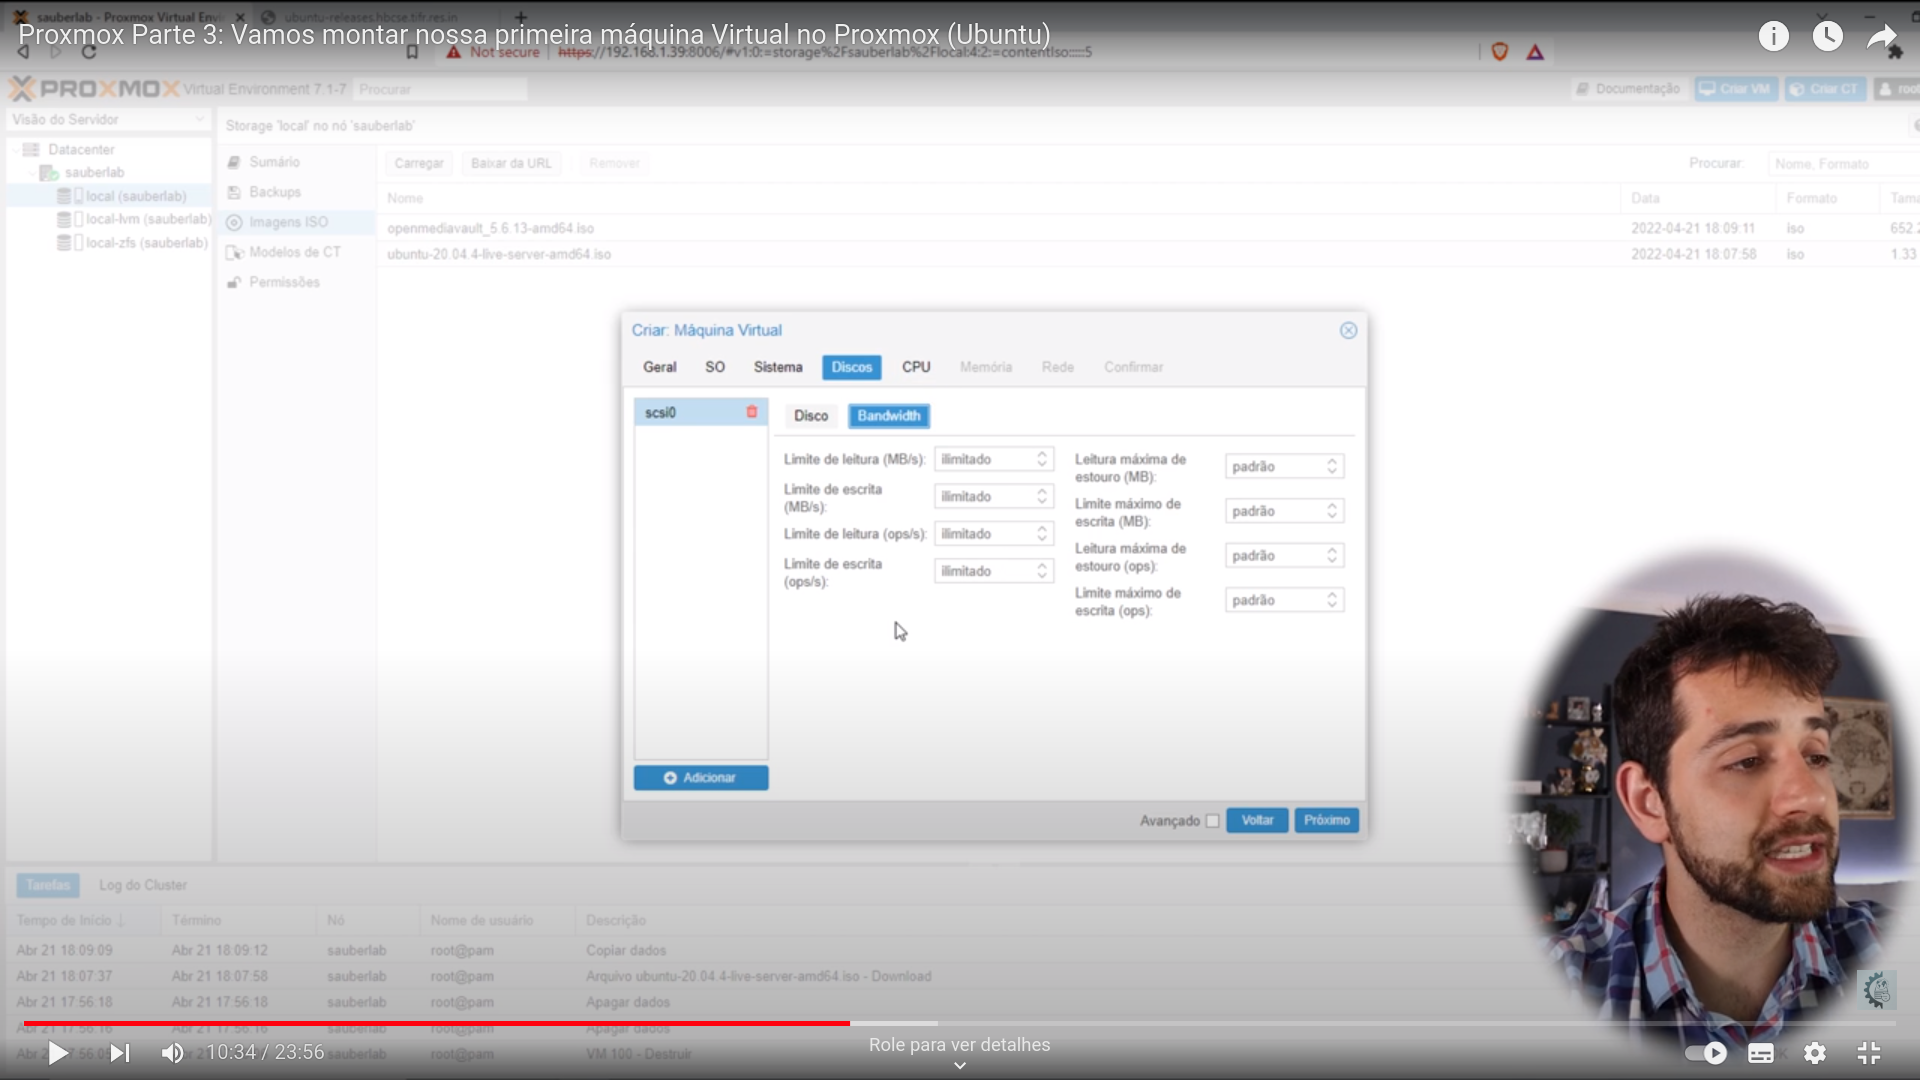 sauberlab - Proxmox Virtual Envi
ubuntu-releases.hbcse.tifr.res.in
Proxmox Parte 3: Vamos montar nossa primeira máquina Virtual no Proxmox (Ubuntu)
Not secure https://192.168.1.39:8006/#v1:0:=storage%2Fsauberlab%2Flocal:4:2:=contentIso:::::5
PROXMOX Virtual Environment 7.1-7 Procurar
Documentação Criar VM Criar CT root
Visão do Servidor
Storage 'local' no nó 'sauberlab'
Datacenter
sauberlab
local (sauberlab)
local-lvm (sauberlab)
local-zfs (sauberlab)
Sumário
Backups
Imagens ISO
Modelos de CT
Permissões
Carregar Baixar da URL Remover Procurar: Nome, Formato
Nome Data Formato Tama
openmediavault_5.6.13-amd64.iso 2022-04-21 18:09:11 iso 652.2
ubuntu-20.04.4-live-server-amd64.iso 2022-04-21 18:07:58 iso 1.33
Criar: Máquina Virtual
Geral SO Sistema Discos CPU Memória Rede Confirmar
scsi0
Disco Bandwidth
Limite de leitura (MB/s): ilimitado
Limite de escrita
(MB/s): ilimitado
Limite de leitura (ops/s): ilimitado
Limite de escrita
(ops/s): ilimitado
Leitura máxima de
estouro (MB): padrão
Limite máximo de
escrita (MB): padrão
Leitura máxima de
estouro (ops): padrão
Limite máximo de
escrita (ops): padrão
Adicionar
Avançado Voltar Próximo
Tarefas Log do Cluster
Tempo de Início ↓ Término Nó Nome de usuário Descrição
Abr 21 18:09:09 Abr 21 18:09:12 sauberlab root@pam Copiar dados
Abr 21 18:07:37 Abr 21 18:07:58 sauberlab root@pam Arquivo ubuntu-20.04.4-live-server-amd64.iso - Download
Abr 21 17:56:18 Abr 21 17:56:18 sauberlab root@pam Apagar dados
Abr 21 17:56:16 Abr 21 17:56:16 sauberlab root@pam Apagar dados
Abr 2 sauberlab root@pam VM 100 - Destruir
10:34 / 23:56
Role para ver detalhes